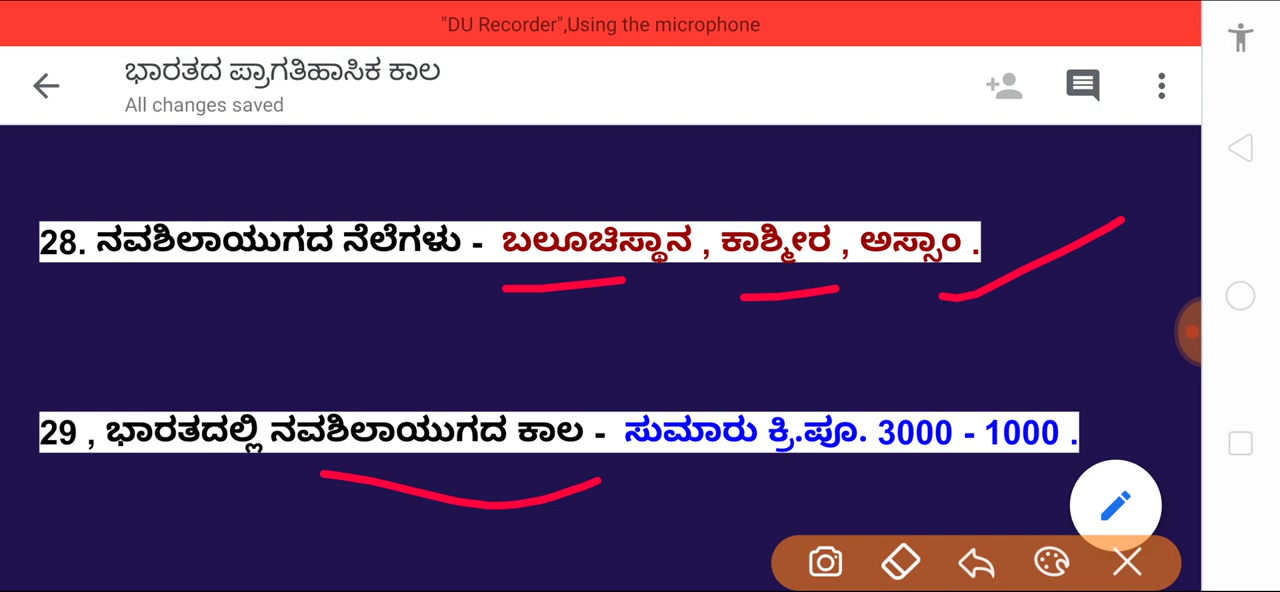 "DU Recorder",Using the microphone
ಭಾರತದ ಪ್ರಾಗತಿಹಾಸಿಕ ಕಾಲ
All changes saved
28. ನವಶಿಲಾಯುಗದ ನೆಲೆಗಳು - ಬಲೂಚಿಸ್ಥಾನ , ಕಾಶ್ಮೀರ , ಅಸ್ಸಾಂ .
29 , ಭಾರತದಲ್ಲಿ ನವಶಿಲಾಯುಗದ ಕಾಲ - ಸುಮಾರು ಕ್ರಿ.ಪೂ. 3000 - 1000 .